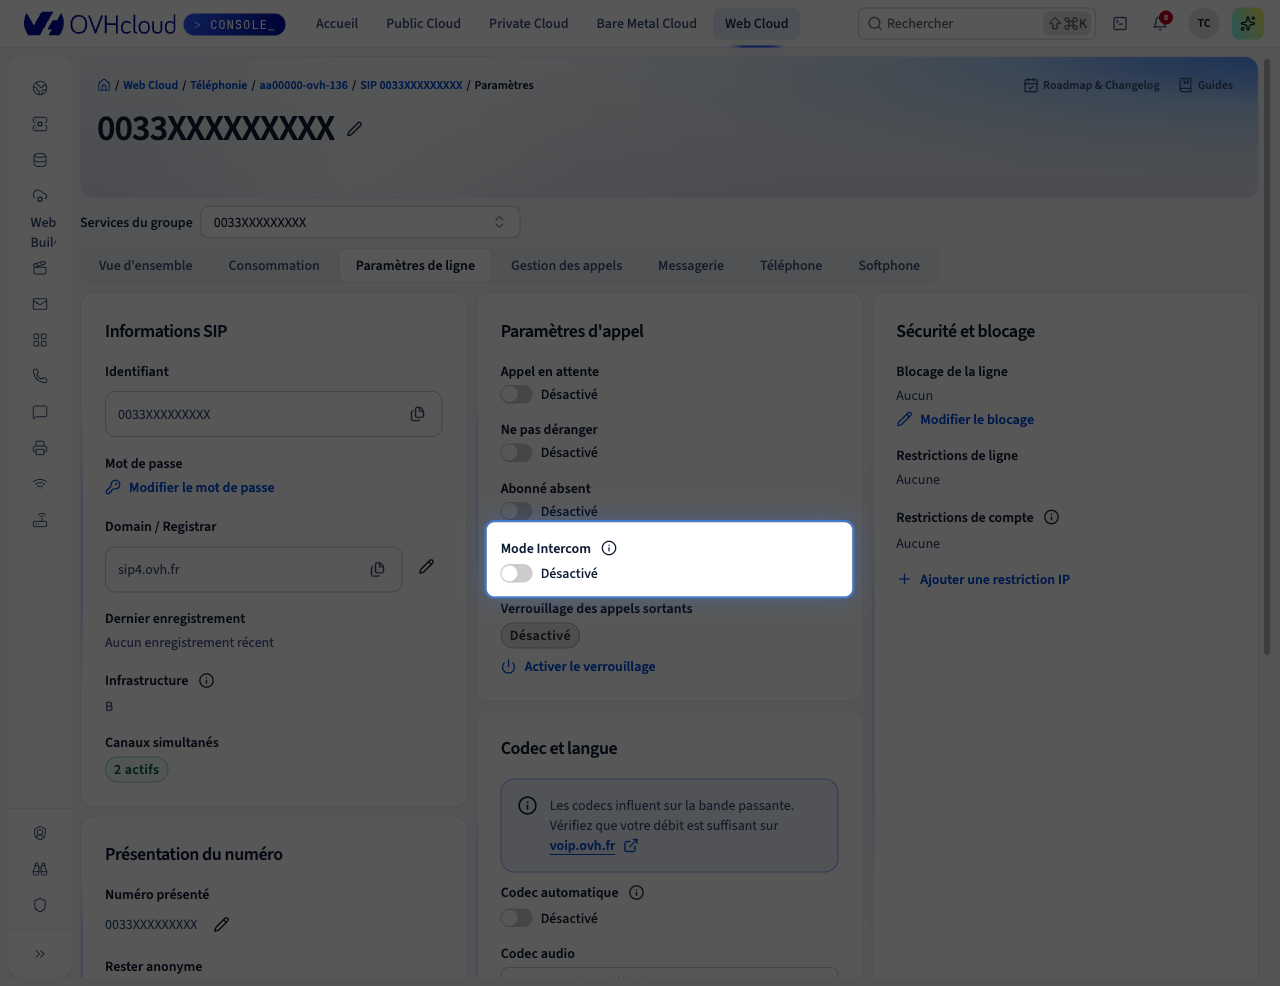 OVHcloud
> CONSOLE_
Accueil
Public Cloud
Private Cloud
Bare Metal Cloud
Web Cloud
Rechercher
⇧⌘K
8
TC
/ Web Cloud / Téléphonie / aa00000-ovh-136 / SIP 0033XXXXXXXXX / Paramètres
Roadmap & Changelog
Guides
0033XXXXXXXXX
Services du groupe
0033XXXXXXXXX
Web
Buil
Vue d'ensemble
Consommation
Paramètres de ligne
Gestion des appels
Messagerie
Téléphone
Softphone
Informations SIP
Identifiant
0033XXXXXXXXX
Mot de passe
Modifier le mot de passe
Domain / Registrar
sip4.ovh.fr
Dernier enregistrement
Aucun enregistrement récent
Infrastructure
B
Canaux simultanés
2 actifs
Présentation du numéro
Numéro présenté
0033XXXXXXXXX
Rester anonyme
Paramètres d'appel
Appel en attente
Désactivé
Ne pas déranger
Désactivé
Abonné absent
Désactivé
Mode Intercom
Désactivé
Verrouillage des appels sortants
Désactivé
Activer le verrouillage
Codec et langue
Les codecs influent sur la bande passante.
Vérifiez que votre débit est suffisant sur
voip.ovh.fr
Codec automatique
Désactivé
Codec audio
Sécurité et blocage
Blocage de la ligne
Aucun
Modifier le blocage
Restrictions de ligne
Aucune
Restrictions de compte
Aucune
Ajouter une restriction IP